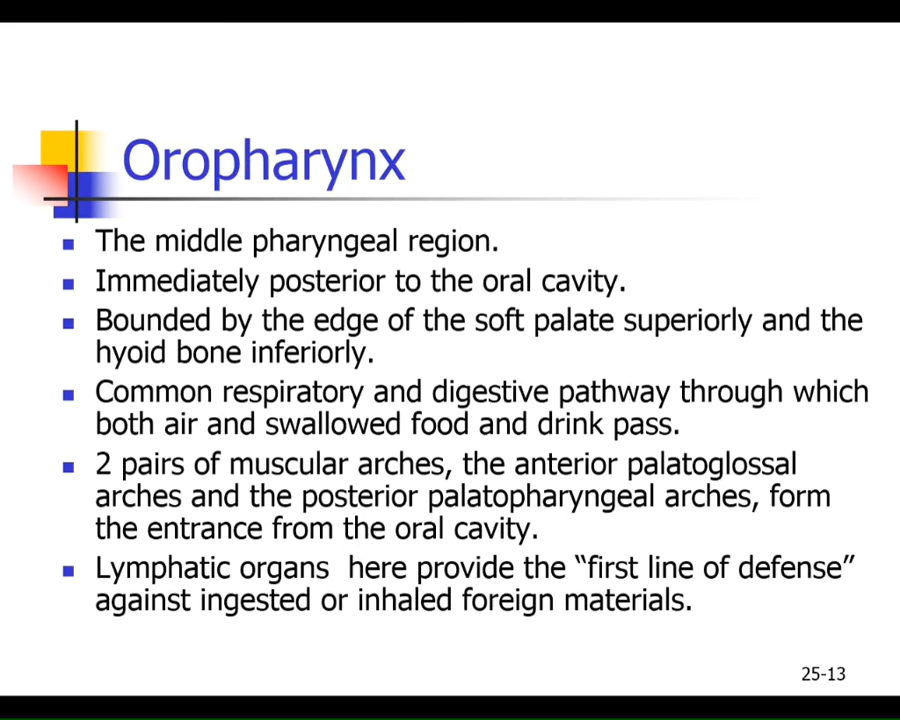 Oropharynx
The middle pharyngeal region.
Immediately posterior to the oral cavity.
Bounded by the edge of the soft palate superiorly and the
hyoid bone inferiorly.
Common respiratory and digestive pathway through which
both air and swallowed food and drink pass.
2 pairs of muscular arches, the anterior palatoglossal
arches and the posterior palatopharyngeal arches, form
the entrance from the oral cavity.
Lymphatic organs  here provide the “first line of defense”
against ingested or inhaled foreign materials.
25-13